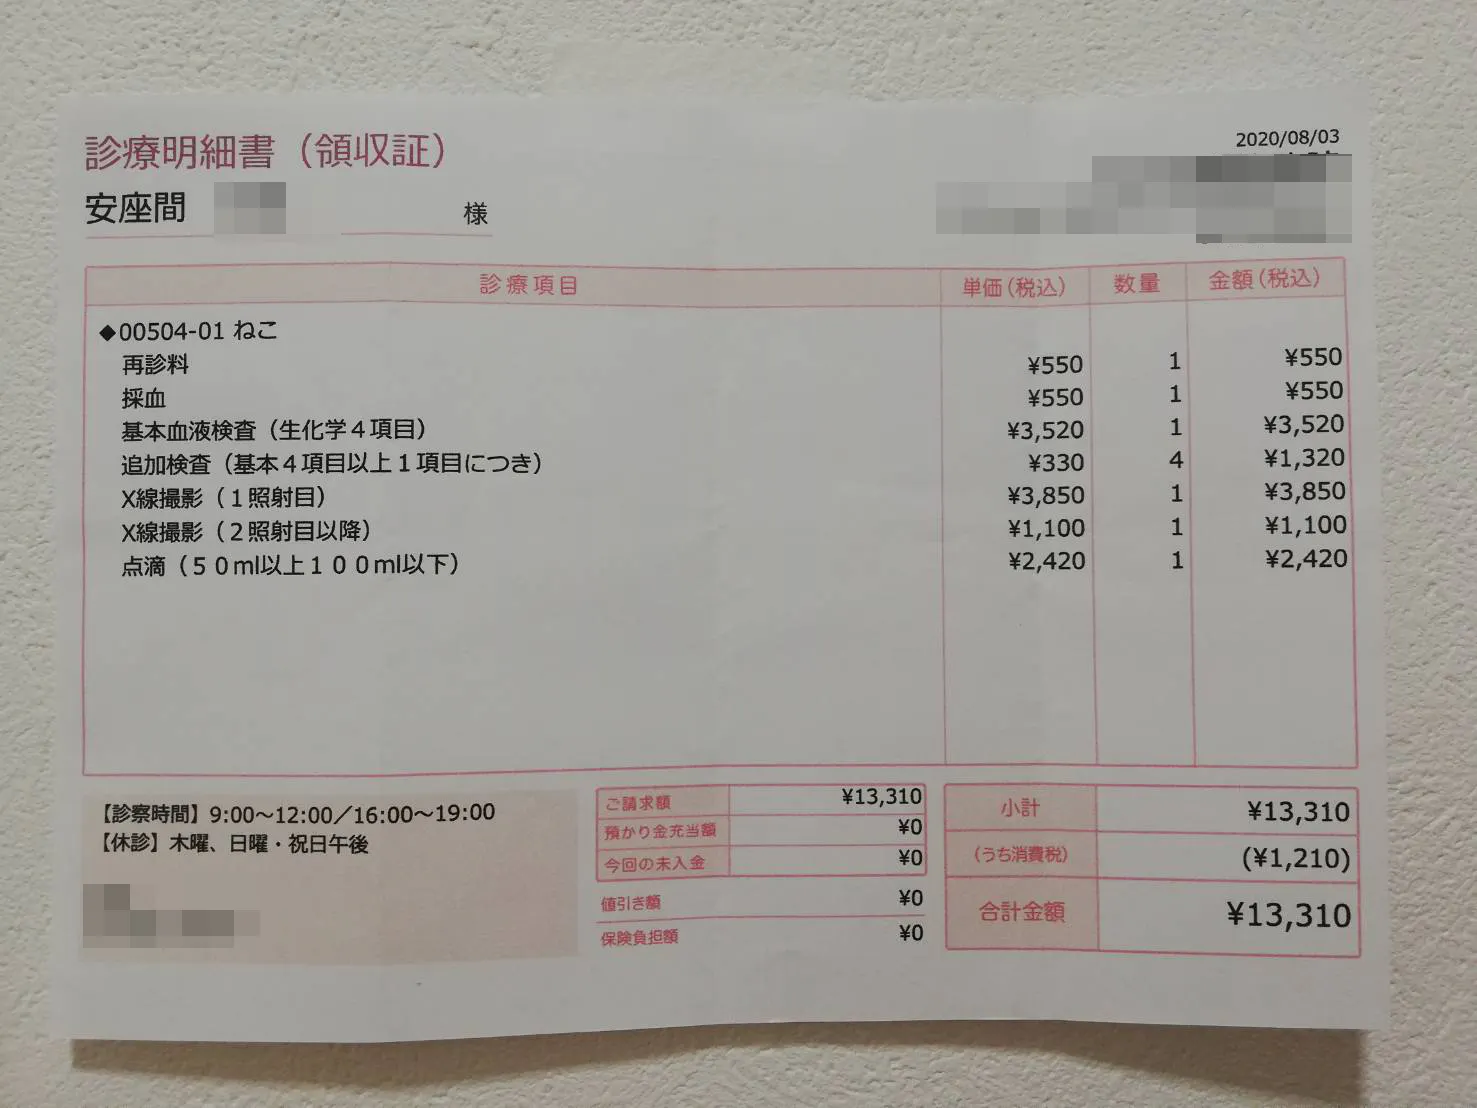 診療明細書（領収証）
2020/08/03
安座間 様
診療項目 単価（税込） 数量 金額（税込）
◆00504-01 ねこ
再診料 ¥550 1 ¥550
採血 ¥550 1 ¥550
基本血液検査（生化学４項目） ¥3,520 1 ¥3,520
追加検査（基本４項目以上１項目につき） ¥330 4 ¥1,320
X線撮影（１照射目） ¥3,850 1 ¥3,850
X線撮影（２照射目以降） ¥1,100 1 ¥1,100
点滴（５０ml以上１００ml以下） ¥2,420 1 ¥2,420
【診察時間】9:00～12:00／16:00～19:00
【休診】木曜、日曜・祝日午後
ご請求額 ¥13,310
預かり金充当額 ¥0
今回の未入金 ¥0
値引き額 ¥0
保険負担額 ¥0
小計 ¥13,310
（うち消費税） (¥1,210)
合計金額 ¥13,310